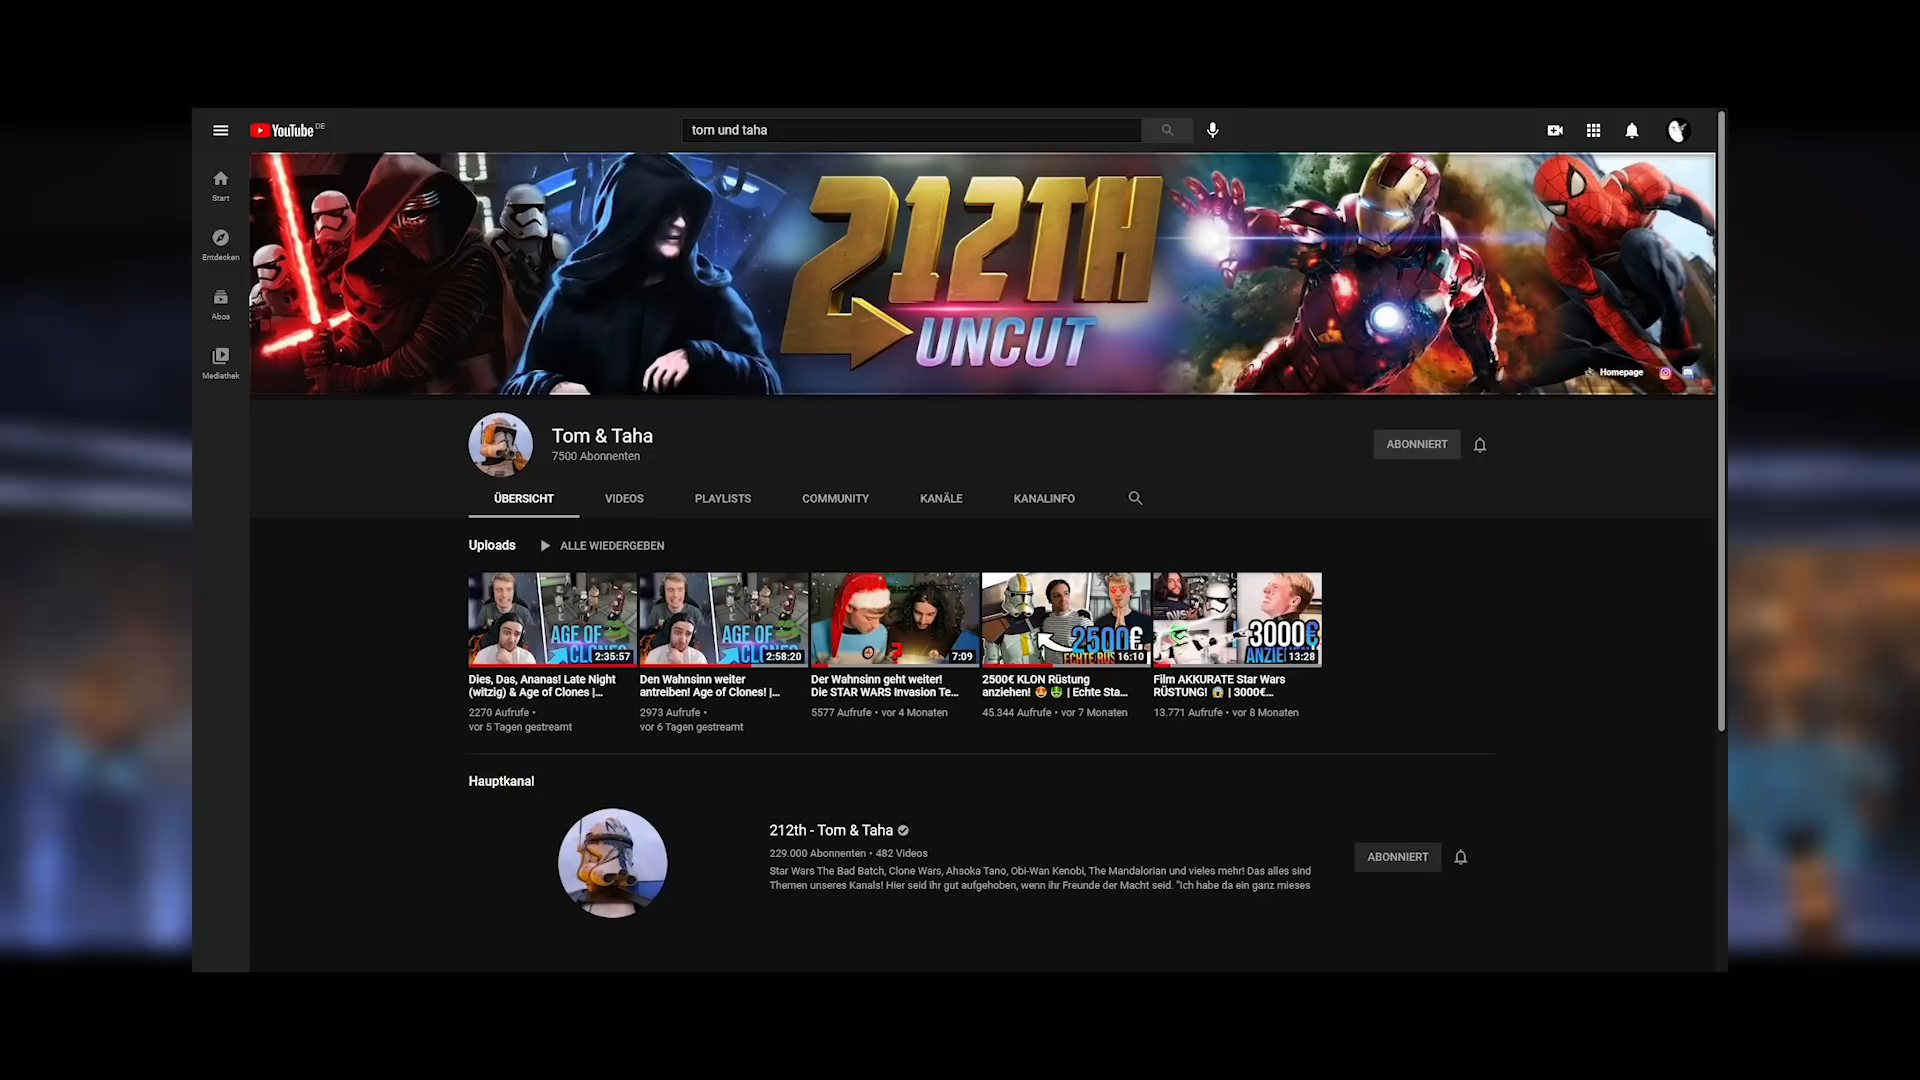 YouTube DE
tom und taha
Start
Entdecken
Abos
Mediathek
212TH
UNCUT
Homepage
Tom & Taha
7500 Abonnenten
ABONNIERT
ÜBERSICHT
VIDEOS
PLAYLISTS
COMMUNITY
KANÄLE
KANALINFO
Uploads
ALLE WIEDERGEBEN
AGE OF
CLONES
2:35:57
Dies, Das, Ananas! Late Night
(witzig) & Age of Clones |...
2270 Aufrufe •
vor 5 Tagen gestreamt
AGE OF
CLONES
2:58:20
Den Wahnsinn weiter
antreiben! Age of Clones! |...
2973 Aufrufe •
vor 6 Tagen gestreamt
7:09
Der Wahnsinn geht weiter!
Die STAR WARS Invasion Te...
5577 Aufrufe • vor 4 Monaten
2500€
ECHTE RÜS
16:10
2500€ KLON Rüstung
anziehen! 😍 🤑 | Echte Sta...
45.344 Aufrufe • vor 7 Monaten
3000€
ANZIEHEN
13:28
Film AKKURATE Star Wars
RÜSTUNG! 😱 | 3000€...
13.771 Aufrufe • vor 8 Monaten
Hauptkanal
212th - Tom & Taha
229.000 Abonnenten • 482 Videos
Star Wars The Bad Batch, Clone Wars, Ahsoka Tano, Obi-Wan Kenobi, The Mandalorian und vieles mehr! Das alles sind
Themen unseres Kanals! Hier seid Ihr gut aufgehoben, wenn ihr Freunde der Macht seid. "Ich habe da ein ganz mieses
ABONNIERT